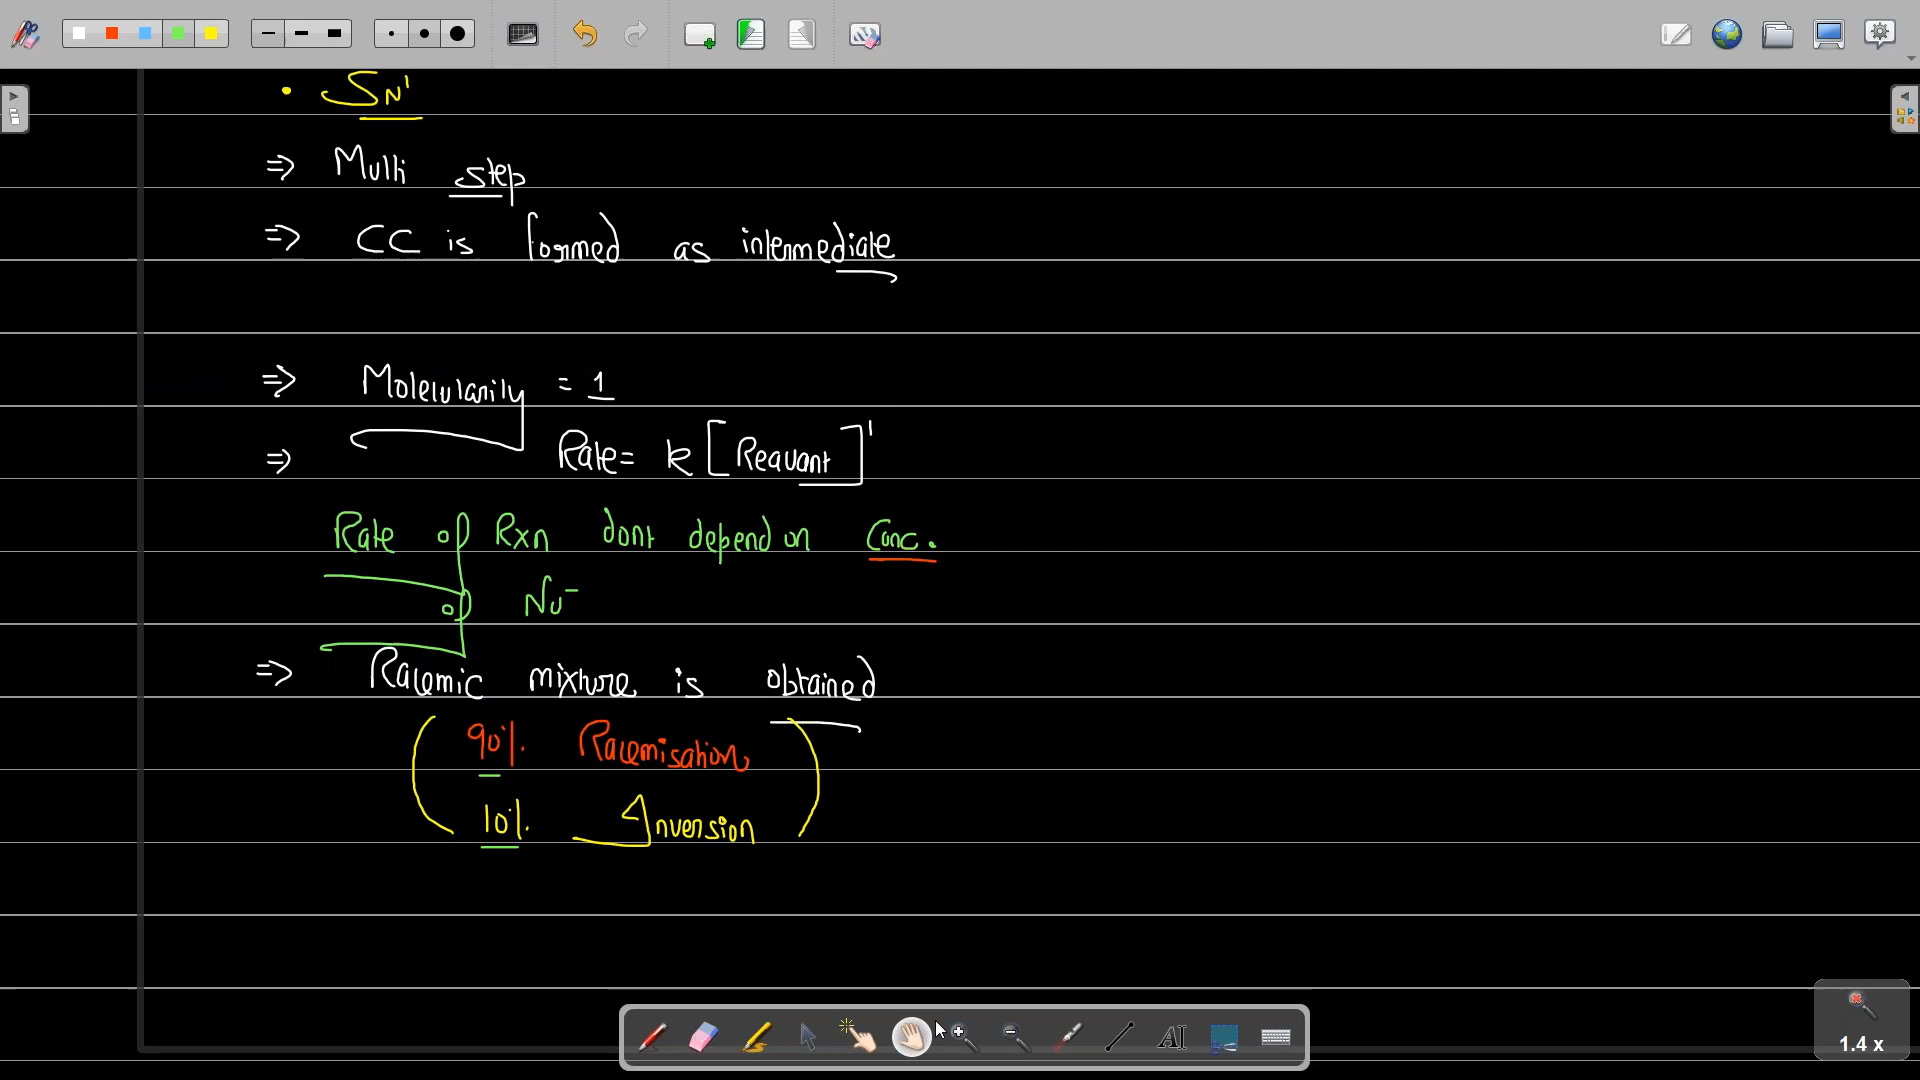 • SN¹
⇒ Multi step
⇒ CC is formed as intermediate
⇒ Molecularity = 1
⇒ Rate = k [Reactant]¹
Rate of Rxn dont depend on Conc.
of Nu⁻
⇒ Racemic mixture is obtained
( 90% Racemisation
10% Inversion )
1.4 x